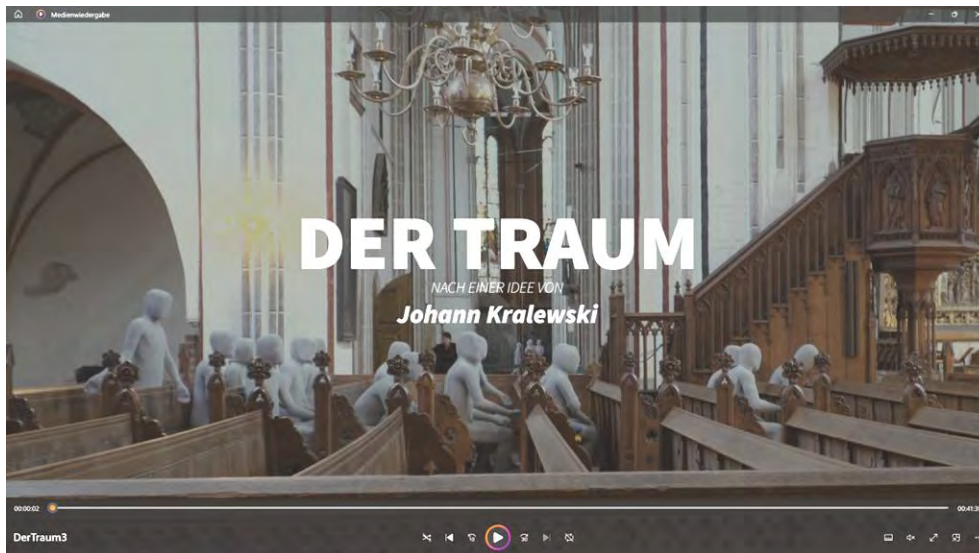 Medienwiedergabe
DER TRAUM
NACH EINER IDEE VON
Johann Kralewski
00:00:02
DerTraum3